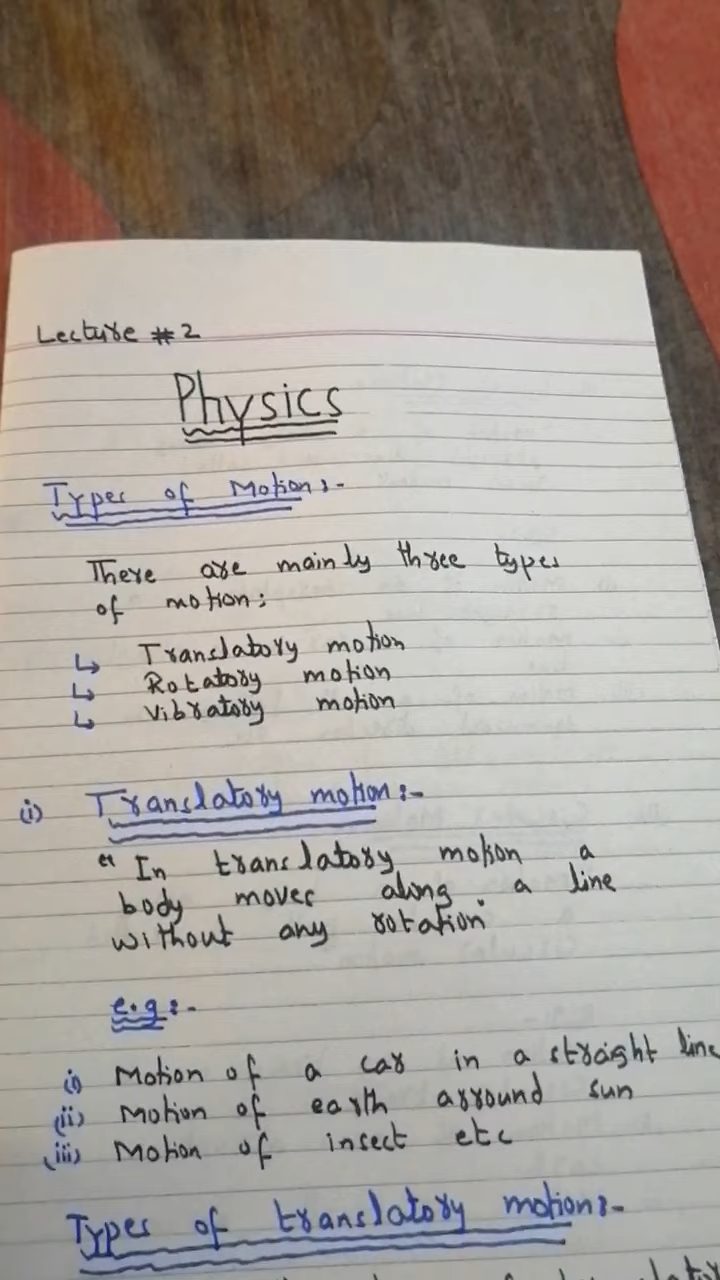 Lecture #2
Physics
Types of Motion:-
There are mainly three types
of motion:
↳ Translatory motion
↳ Rotatory motion
↳ Vibratory motion
(i) Translatory motion:-
"In translatory motion a
body moves along a line
without any rotation"
e.g:-
(i) Motion of a car in a straight line
(ii) Motion of earth arround sun
(iii) Motion of insect etc
Types of translatory motion:-